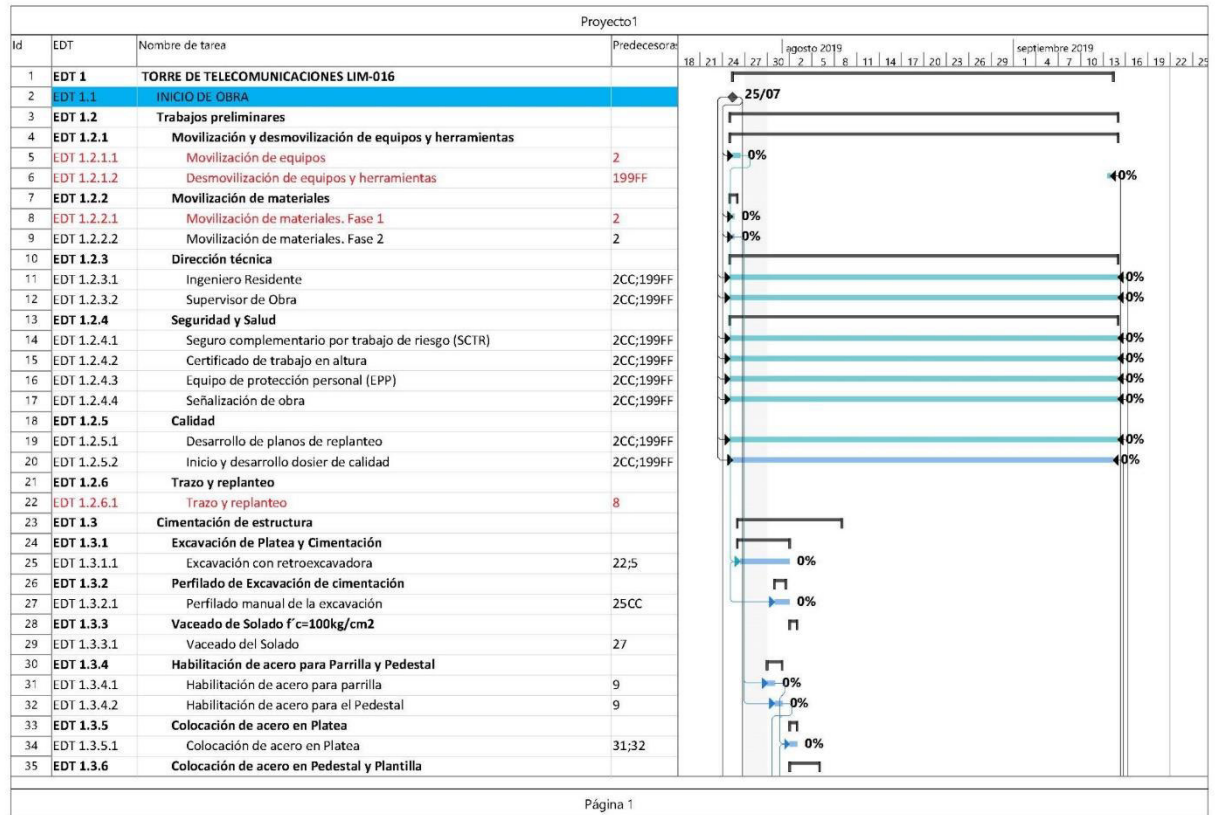 Proyecto1
Id EDT Nombre de tarea Predecesora
agosto 2019 septiembre 2019
18 21 24 27 30 2 5 8 11 14 17 20 23 26 29 1 4 7 10 13 16 19 22 25
1 EDT 1 TORRE DE TELECOMUNICACIONES LIM-016
2 EDT 1.1 INICIO DE OBRA 25/07
3 EDT 1.2 Trabajos preliminares
4 EDT 1.2.1 Movilización y desmovilización de equipos y herramientas
5 EDT 1.2.1.1 Movilización de equipos 2 0%
6 EDT 1.2.1.2 Desmovilización de equipos y herramientas 199FF 0%
7 EDT 1.2.2 Movilización de materiales
8 EDT 1.2.2.1 Movilización de materiales. Fase 1 2 0%
9 EDT 1.2.2.2 Movilización de materiales. Fase 2 2 0%
10 EDT 1.2.3 Dirección técnica
11 EDT 1.2.3.1 Ingeniero Residente 2CC;199FF 0%
12 EDT 1.2.3.2 Supervisor de Obra 2CC;199FF 0%
13 EDT 1.2.4 Seguridad y Salud
14 EDT 1.2.4.1 Seguro complementario por trabajo de riesgo (SCTR) 2CC;199FF 0%
15 EDT 1.2.4.2 Certificado de trabajo en altura 2CC;199FF 0%
16 EDT 1.2.4.3 Equipo de protección personal (EPP) 2CC;199FF 0%
17 EDT 1.2.4.4 Señalización de obra 2CC;199FF 0%
18 EDT 1.2.5 Calidad
19 EDT 1.2.5.1 Desarrollo de planos de replanteo 2CC;199FF 0%
20 EDT 1.2.5.2 Inicio y desarrollo dosier de calidad 2CC;199FF 0%
21 EDT 1.2.6 Trazo y replanteo
22 EDT 1.2.6.1 Trazo y replanteo 8
23 EDT 1.3 Cimentación de estructura
24 EDT 1.3.1 Excavación de Platea y Cimentación
25 EDT 1.3.1.1 Excavación con retroexcavadora 22;5 0%
26 EDT 1.3.2 Perfilado de Excavación de cimentación
27 EDT 1.3.2.1 Perfilado manual de la excavación 25CC 0%
28 EDT 1.3.3 Vaceado de Solado f´c=100kg/cm2
29 EDT 1.3.3.1 Vaceado del Solado 27
30 EDT 1.3.4 Habilitación de acero para Parrilla y Pedestal
31 EDT 1.3.4.1 Habilitación de acero para parrilla 9 0%
32 EDT 1.3.4.2 Habilitación de acero para el Pedestal 9 0%
33 EDT 1.3.5 Colocación de acero en Platea
34 EDT 1.3.5.1 Colocación de acero en Platea 31;32 0%
35 EDT 1.3.6 Colocación de acero en Pedestal y Plantilla
Página 1